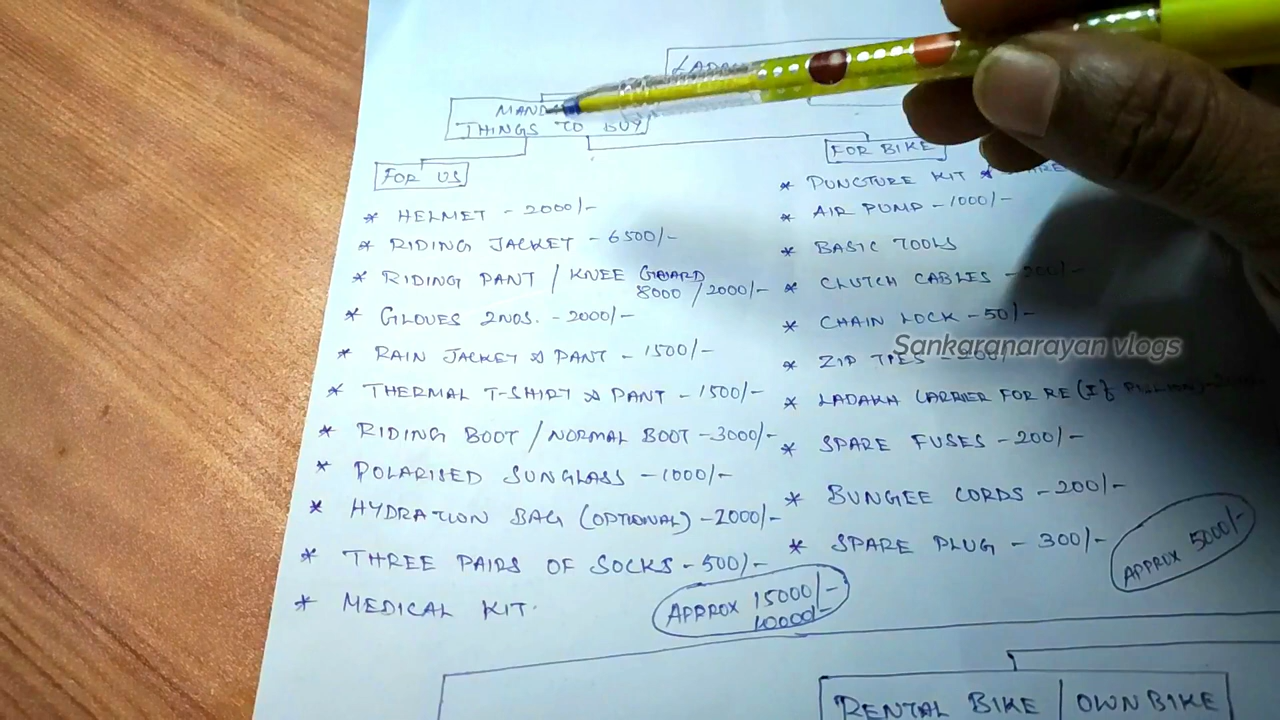 MAND
THINGS TO BUY
FOR US
* HELMET - 2000/-
* RIDING JACKET - 6500/-
* RIDING PANT / KNEE GUARD
8000 / 2000/-
* GLOVES 2NOS. - 2000/-
* RAIN JACKET & PANT - 1500/-
* THERMAL T-SHIRT & PANT - 1500/-
* RIDING BOOT / NORMAL BOOT - 3000/-
* POLARISED SUNGLASS - 1000/-
* HYDRATION BAG (OPTIONAL) - 2000/-
* THREE PAIRS OF SOCKS - 500/-
* MEDICAL KIT.
APPROX 15000/-
10000/-
FOR BIKE
* PUNCTURE KIT
* AIR PUMP - 1000/-
* BASIC TOOLS
* CLUTCH CABLES - 200/-
* CHAIN LOCK - 50/-
Sankaranarayan vlogs
* ZIP TIES
* LADAKH CARRIER FOR RE (If PILLION)
* SPARE FUSES - 200/-
* BUNGEE CORDS - 200/-
* SPARE PLUG - 300/-
APPROX 5000/-
RENTAL BIKE / OWN BIKE